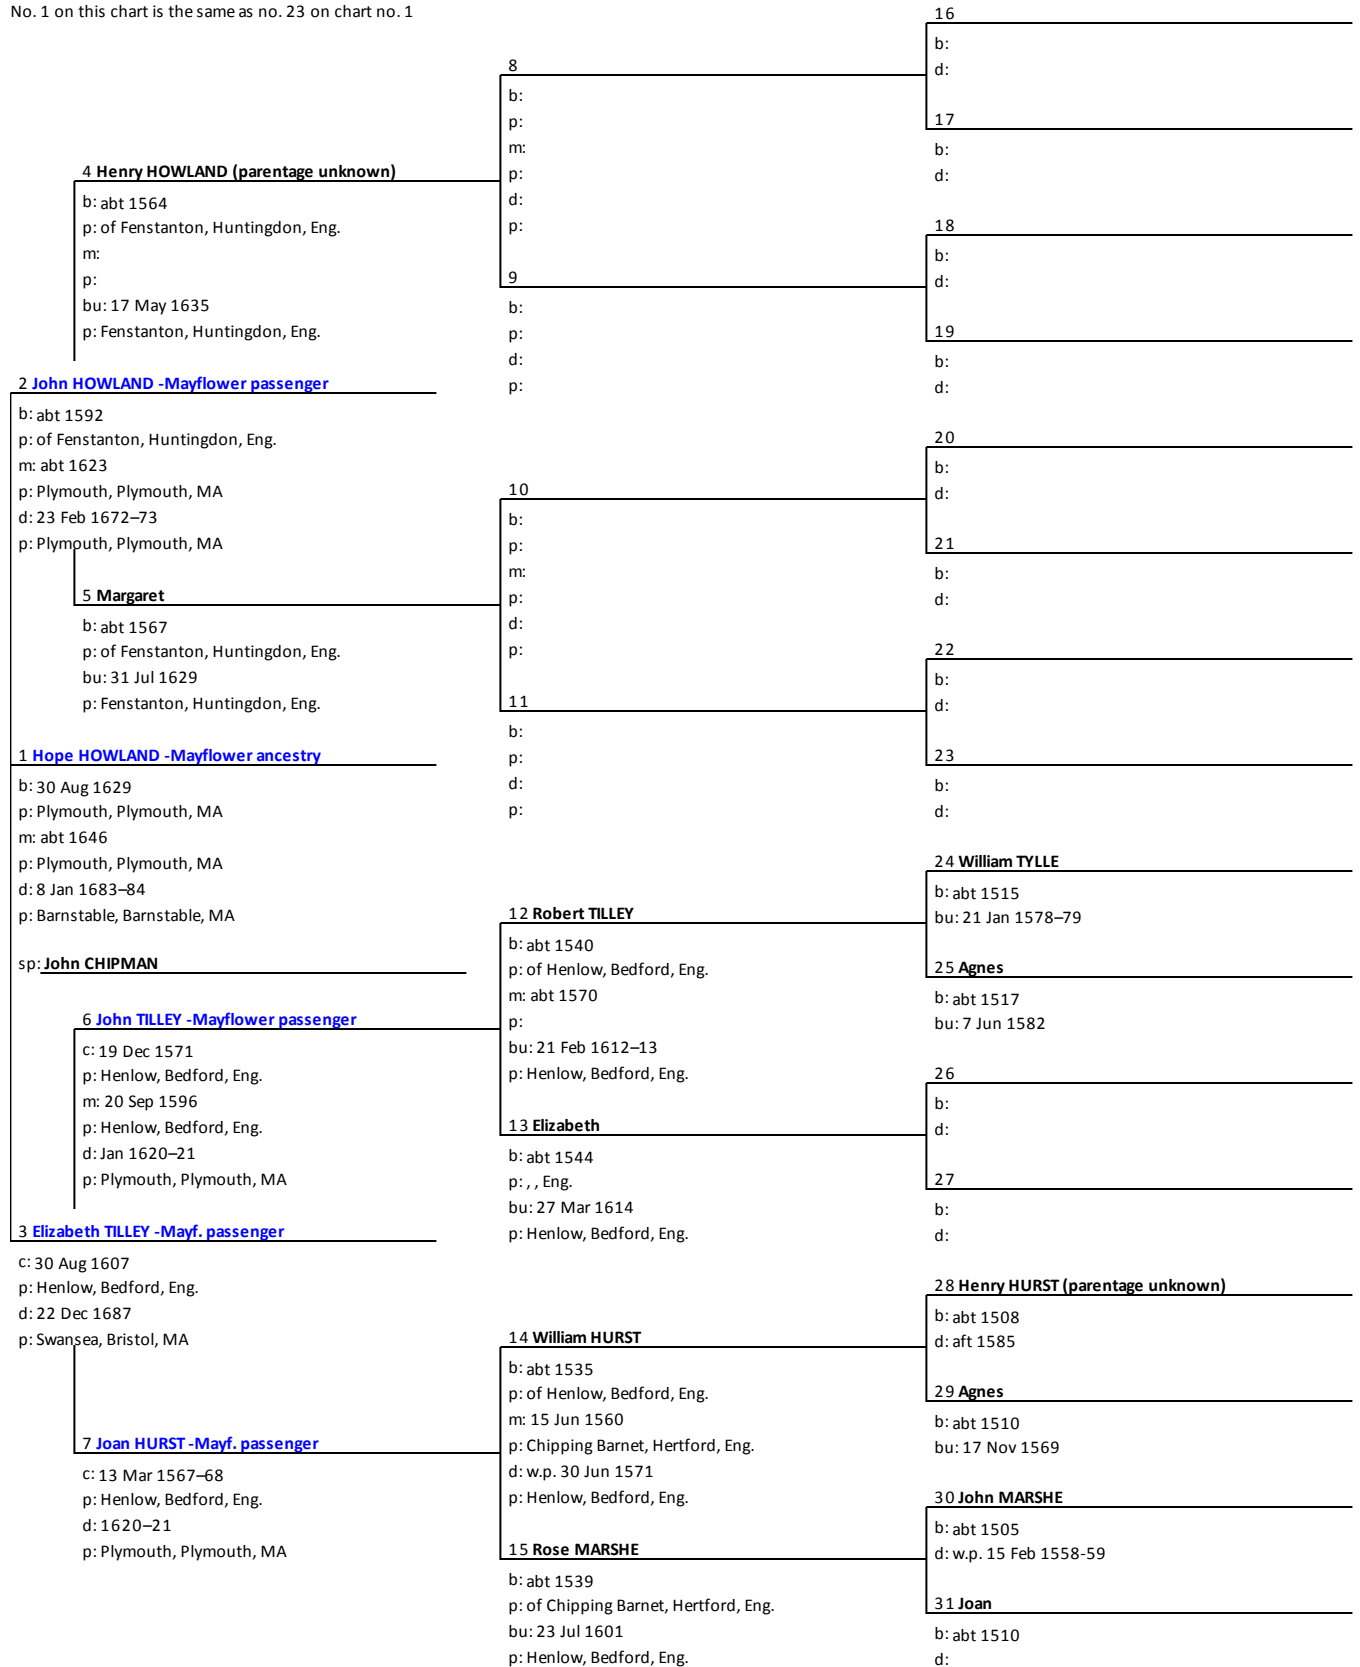 No. 1 on this chart is the same as no. 23 on chart no. 1
16
b:
d:
8
b:
p:
m:
p:
d:
p:
17
b:
d:
4 Henry HOWLAND (parentage unknown)
b: abt 1564
p: of Fenstanton, Huntingdon, Eng.
m:
p:
bu: 17 May 1635
p: Fenstanton, Huntingdon, Eng.
18
b:
d:
9
b:
p:
d:
p:
19
b:
d:
2 John HOWLAND -Mayflower passenger
b: abt 1592
p: of Fenstanton, Huntingdon, Eng.
m: abt 1623
p: Plymouth, Plymouth, MA
d: 23 Feb 1672–73
p: Plymouth, Plymouth, MA
20
b:
d:
10
b:
p:
m:
p:
d:
p:
21
b:
d:
5 Margaret
b: abt 1567
p: of Fenstanton, Huntingdon, Eng.
bu: 31 Jul 1629
p: Fenstanton, Huntingdon, Eng.
22
b:
d:
11
b:
p:
d:
p:
23
b:
d:
1 Hope HOWLAND -Mayflower ancestry
b: 30 Aug 1629
p: Plymouth, Plymouth, MA
m: abt 1646
p: Plymouth, Plymouth, MA
d: 8 Jan 1683–84
p: Barnstable, Barnstable, MA
sp: John CHIPMAN
24 William TYLLE
b: abt 1515
bu: 21 Jan 1578–79
12 Robert TILLEY
b: abt 1540
p: of Henlow, Bedford, Eng.
m: abt 1570
p:
bu: 21 Feb 1612–13
p: Henlow, Bedford, Eng.
25 Agnes
b: abt 1517
bu: 7 Jun 1582
6 John TILLEY -Mayflower passenger
c: 19 Dec 1571
p: Henlow, Bedford, Eng.
m: 20 Sep 1596
p: Henlow, Bedford, Eng.
d: Jan 1620–21
p: Plymouth, Plymouth, MA
26
b:
d:
13 Elizabeth
b: abt 1544
p: , , Eng.
bu: 27 Mar 1614
p: Henlow, Bedford, Eng.
27
b:
d:
3 Elizabeth TILLEY -Mayf. passenger
c: 30 Aug 1607
p: Henlow, Bedford, Eng.
d: 22 Dec 1687
p: Swansea, Bristol, MA
28 Henry HURST (parentage unknown)
b: abt 1508
d: aft 1585
14 William HURST
b: abt 1535
p: of Henlow, Bedford, Eng.
m: 15 Jun 1560
p: Chipping Barnet, Hertford, Eng.
d: w.p. 30 Jun 1571
p: Henlow, Bedford, Eng.
29 Agnes
b: abt 1510
bu: 17 Nov 1569
7 Joan HURST -Mayf. passenger
c: 13 Mar 1567–68
p: Henlow, Bedford, Eng.
d: 1620–21
p: Plymouth, Plymouth, MA
30 John MARSHE
b: abt 1505
d: w.p. 15 Feb 1558-59
15 Rose MARSHE
b: abt 1539
p: of Chipping Barnet, Hertford, Eng.
bu: 23 Jul 1601
p: Henlow, Bedford, Eng.
31 Joan
b: abt 1510
d: